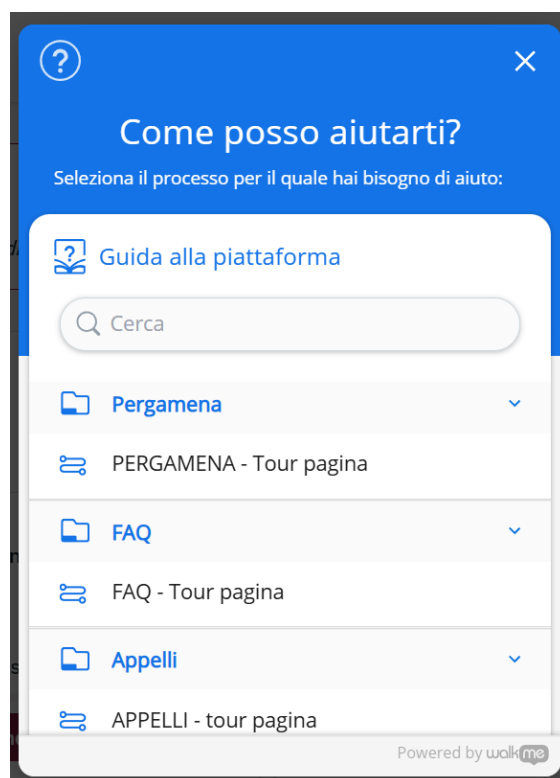 Come posso aiutarti?
Seleziona il processo per il quale hai bisogno di aiuto:
Guida alla piattaforma
Cerca
Pergamena
PERGAMENA - Tour pagina
FAQ
FAQ - Tour pagina
Appelli
APPELLI - tour pagina
Powered by walkme